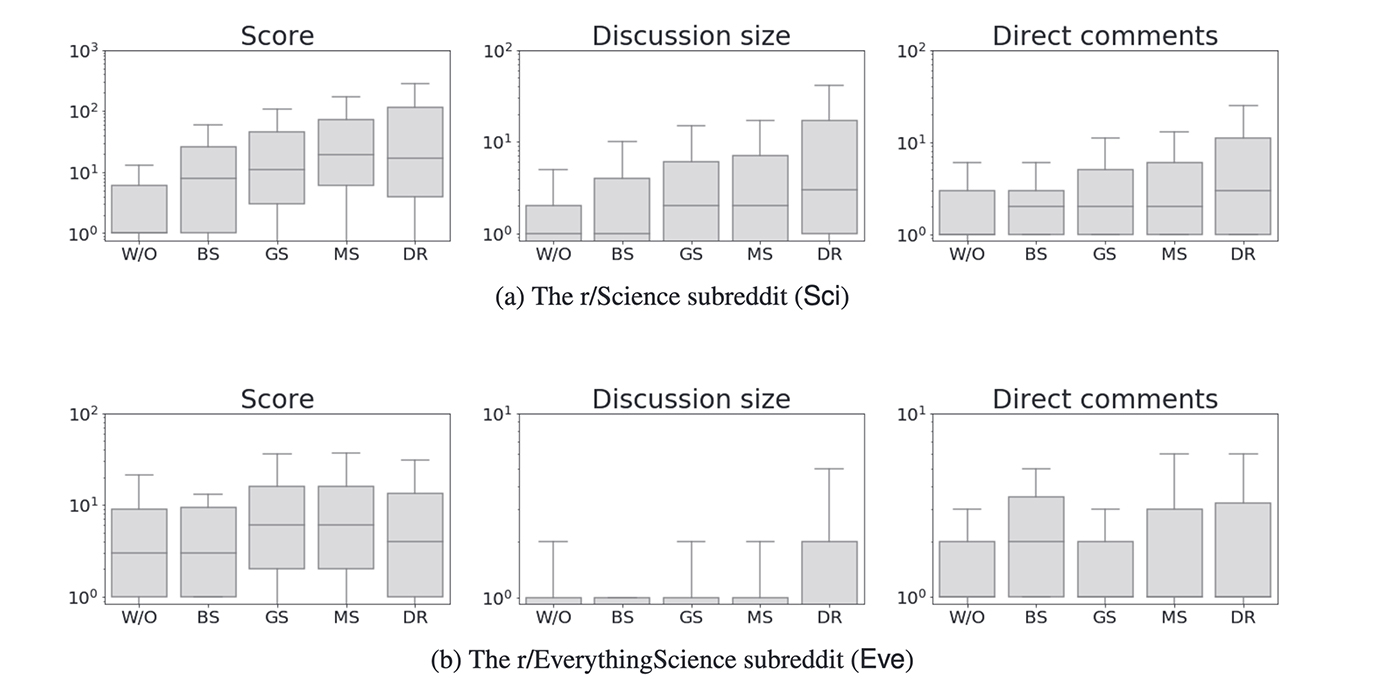 Score Discussion size Direct comments
10³ 10² 10²
10² 10¹ 10¹
10¹ 10⁰ 10⁰
10⁰
W/O BS GS MS DR W/O BS GS MS DR W/O BS GS MS DR
(a) The r/Science subreddit (Sci)
Score Discussion size Direct comments
10² 10¹ 10¹
10¹
10⁰ 10⁰ 10⁰
W/O BS GS MS DR W/O BS GS MS DR W/O BS GS MS DR
(b) The r/EverythingScience subreddit (Eve)